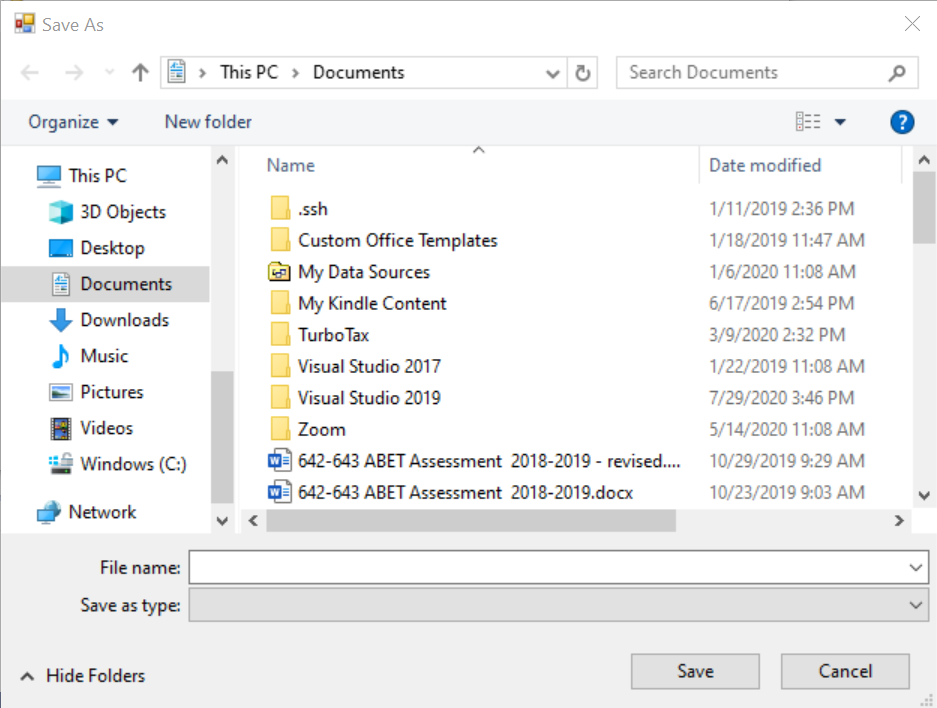 Save As
This PC > Documents
Search Documents
Organize
New folder
?
This PC
3D Objects
Desktop
Documents
Downloads
Music
Pictures
Videos
Windows (C:)
Network
Name Date modified
.ssh 1/11/2019 2:36 PM
Custom Office Templates 1/18/2019 11:47 AM
My Data Sources 1/6/2020 11:08 AM
My Kindle Content 6/17/2019 2:54 PM
TurboTax 3/9/2020 2:32 PM
Visual Studio 2017 1/22/2019 11:08 AM
Visual Studio 2019 7/29/2020 3:46 PM
Zoom 5/14/2020 11:08 AM
642-643 ABET Assessment  2018-2019 - revised.... 10/29/2019 9:29 AM
642-643 ABET Assessment  2018-2019.docx 10/23/2019 9:03 AM
File name:
Save as type:
Hide Folders
Save
Cancel